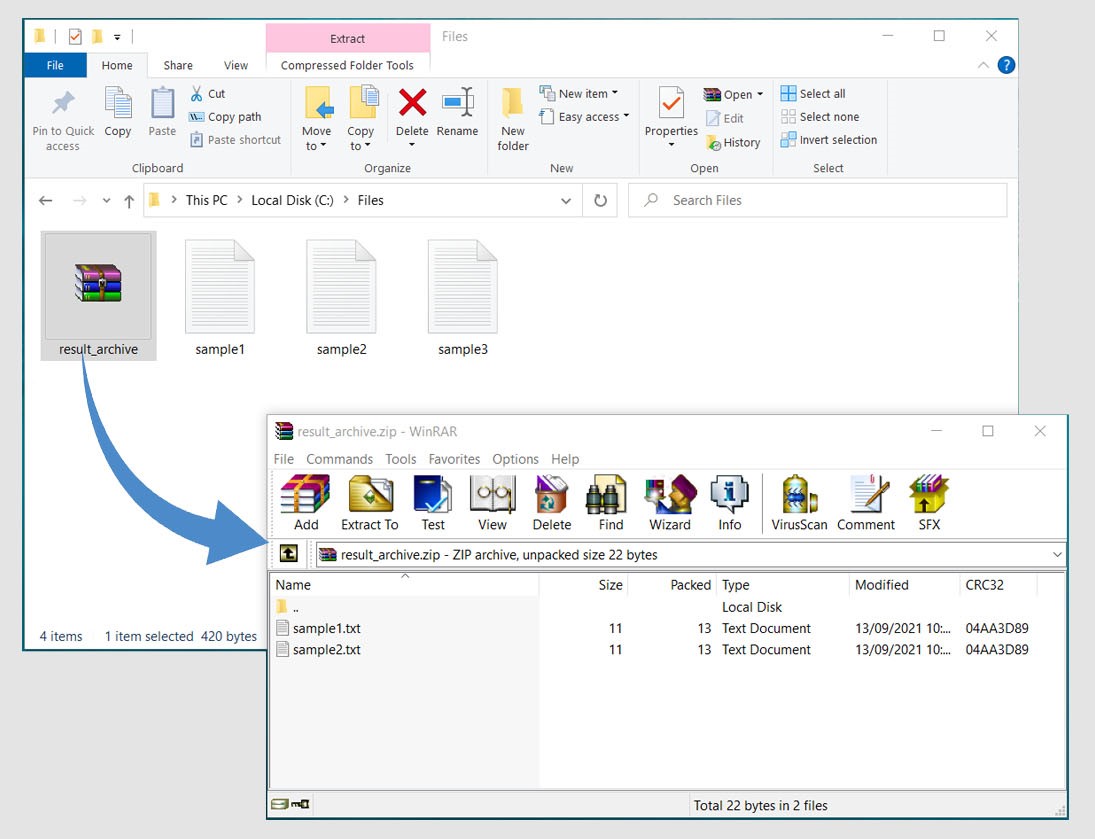 Extract
Files
File
Home
Share
View
Compressed Folder Tools
Pin to Quick access
Copy
Paste
Cut
Copy path
Paste shortcut
Clipboard
Move to
Copy to
Delete
Rename
Organize
New folder
New item
Easy access
New
Properties
Open
Edit
History
Open
Select all
Select none
Invert selection
Select
This PC > Local Disk (C:) > Files
Search Files
result_archive
sample1
sample2
sample3
4 items 1 item selected 420 bytes
result_archive.zip - WinRAR
File Commands Tools Favorites Options Help
Add Extract To Test View Delete Find Wizard Info VirusScan Comment SFX
result_archive.zip - ZIP archive, unpacked size 22 bytes
Name Size Packed Type Modified CRC32
.. Local Disk
sample1.txt 11 13 Text Document 13/09/2021 10:... 04AA3D89
sample2.txt 11 13 Text Document 13/09/2021 10:... 04AA3D89
Total 22 bytes in 2 files